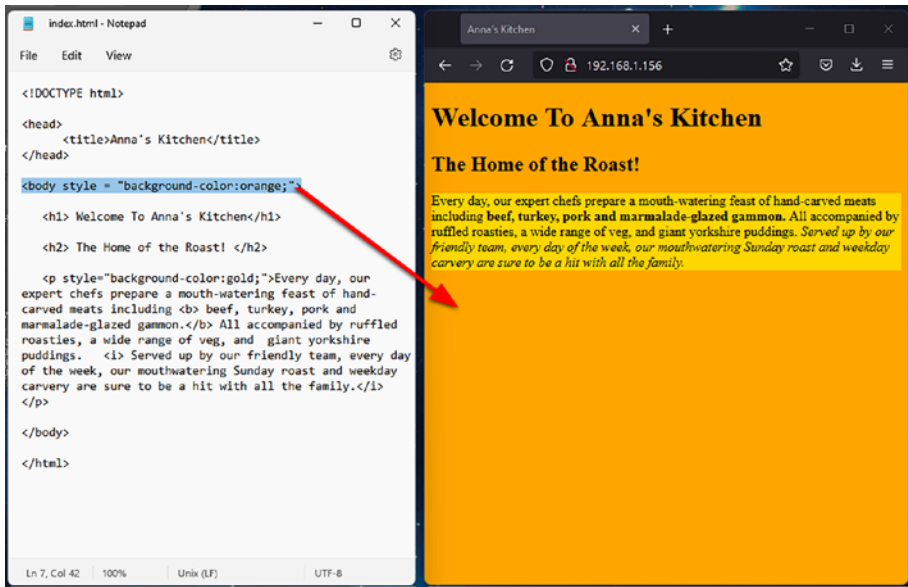 index.html - Notepad
File Edit View
<!DOCTYPE html>
<head>
<title>Anna's Kitchen</title>
</head>
<body style = "background-color:orange;">
<h1> Welcome To Anna's Kitchen</h1>
<h2> The Home of the Roast! </h2>
<p style="background-color:gold;">Every day, our
expert chefs prepare a mouth-watering feast of hand-
carved meats including <b> beef, turkey, pork and
marmalade-glazed gammon.</b> All accompanied by ruffled
roasties, a wide range of veg, and  giant yorkshire
puddings.   <i> Served up by our friendly team, every day
of the week, our mouthwatering Sunday roast and weekday
carvery are sure to be a hit with all the family.</i>
</p>
</body>
</html>
Ln 7, Col 42 100% Unix (LF) UTF-8
Anna's Kitchen
192.168.1.156
Welcome To Anna's Kitchen
The Home of the Roast!
Every day, our expert chefs prepare a mouth-watering feast of hand-carved meats
including beef, turkey, pork and marmalade-glazed gammon. All accompanied by
ruffled roasties, a wide range of veg, and giant yorkshire puddings. Served up by our
friendly team, every day of the week, our mouthwatering Sunday roast and weekday
carvery are sure to be a hit with all the family.